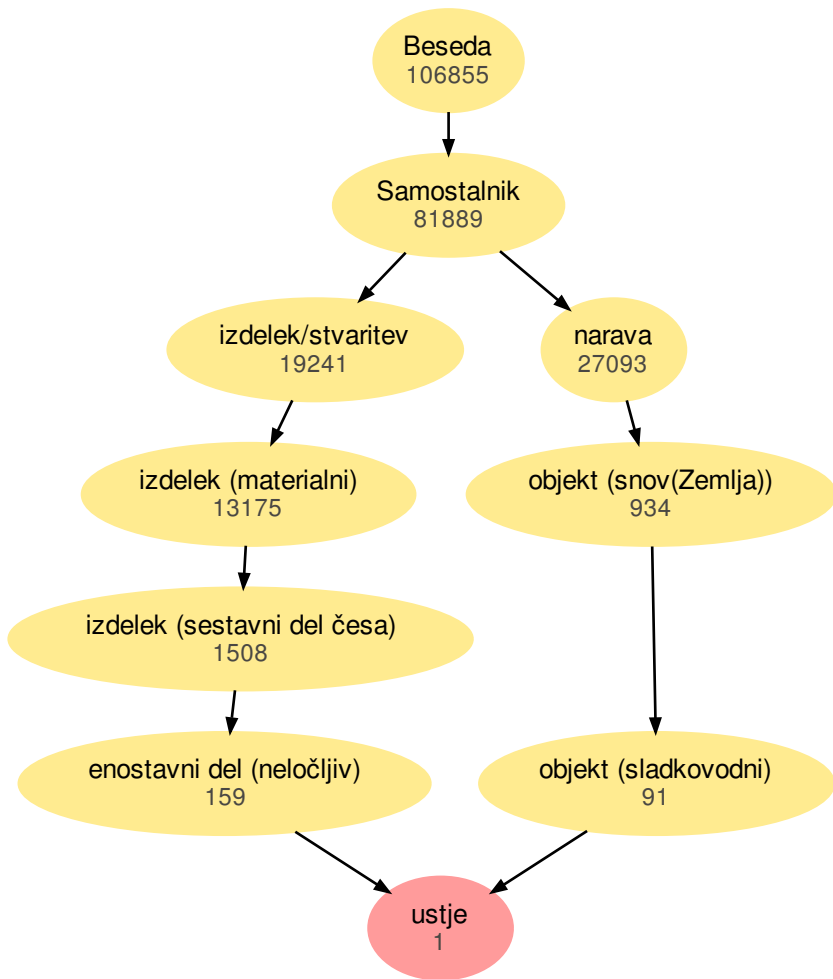 Beseda
106855
Samostalnik
81889
izdelek/stvaritev
19241
narava
27093
izdelek (materialni)
13175
objekt (snov(Zemlja))
934
izdelek (sestavni del česa)
1508
enostavni del (neločljiv)
159
objekt (sladkovodni)
91
ustje
1